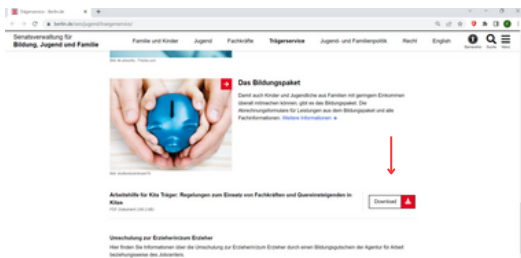 Trägerservice - Berlin.de
berlin.de/sen/jugend/traegerservice/
Senatsverwaltung für
Bildung, Jugend und Familie
Familie und Kinder
Jugend
Fachkräfte
Trägerservice
Jugend- und Familienpolitik
Recht
English
Suche
Menü
Das Bildungspaket
Damit auch Kinder und Jugendliche aus Familien mit geringem Einkommen
überall mitmachen können, gibt es das Bildungspaket. Die
Abrechnungsformulare für Leistungen aus dem Bildungspaket und alle
Fachinformationen. Weitere Informationen
Arbeitshilfe für Kita Träger: Regelungen zum Einsatz von Fachkräften und Quereinsteigenden in
Kitas
PDF-Dokument
Download
Umschulung zur Erzieherin/zum Erzieher
Hier finden Sie Informationen über die Umschulung zur Erzieherin/zum Erzieher durch einen Bildungsgutschein der Agentur für Arbeit
beziehungsweise des Jobcenters.